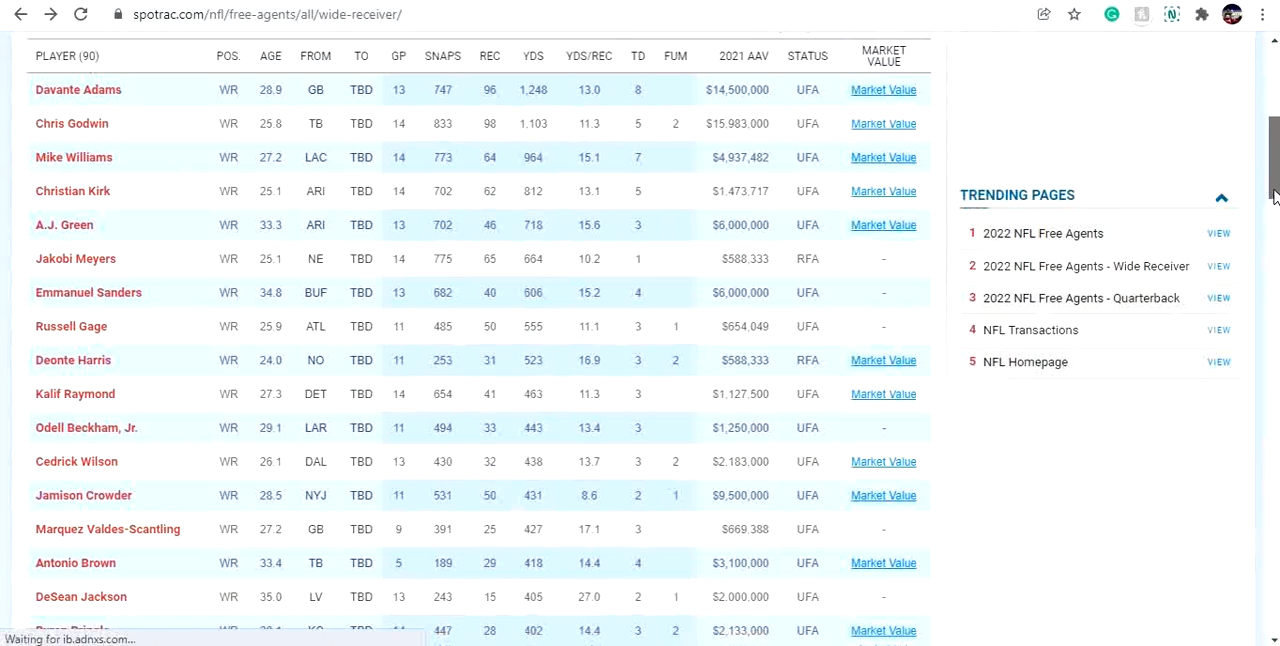 spotrac.com/nfl/free-agents/all/wide-receiver/
PLAYER (90) POS. AGE FROM TO GP SNAPS REC YDS YDS/REC TD FUM 2021 AAV STATUS MARKET VALUE
Davante Adams WR 28.9 GB TBD 13 747 96 1,248 13.0 8 $14,500,000 UFA Market Value
Chris Godwin WR 25.8 TB TBD 14 833 98 1,103 11.3 5 2 $15,983,000 UFA Market Value
Mike Williams WR 27.2 LAC TBD 14 773 64 964 15.1 7 $4,937,482 UFA Market Value
Christian Kirk WR 25.1 ARI TBD 14 702 62 812 13.1 5 $1,473,717 UFA Market Value
A.J. Green WR 33.3 ARI TBD 13 702 46 718 15.6 3 $6,000,000 UFA Market Value
Jakobi Meyers WR 25.1 NE TBD 14 775 65 664 10.2 1 $588,333 RFA -
Emmanuel Sanders WR 34.8 BUF TBD 13 682 40 606 15.2 4 $6,000,000 UFA -
Russell Gage WR 25.9 ATL TBD 11 485 50 555 11.1 3 1 $654,049 UFA -
Deonte Harris WR 24.0 NO TBD 11 253 31 523 16.9 3 2 $588,333 RFA Market Value
Kalif Raymond WR 27.3 DET TBD 14 654 41 463 11.3 3 $1,127,500 UFA Market Value
Odell Beckham, Jr. WR 29.1 LAR TBD 11 494 33 443 13.4 3 $1,250,000 UFA -
Cedrick Wilson WR 26.1 DAL TBD 13 430 32 438 13.7 3 2 $2,183,000 UFA Market Value
Jamison Crowder WR 28.5 NYJ TBD 11 531 50 431 8.6 2 1 $9,500,000 UFA Market Value
Marquez Valdes-Scantling WR 27.2 GB TBD 9 391 25 427 17.1 3 $669,388 UFA -
Antonio Brown WR 33.4 TB TBD 5 189 29 418 14.4 4 $3,100,000 UFA Market Value
DeSean Jackson WR 35.0 LV TBD 13 243 15 405 27.0 2 1 $2,000,000 UFA -
447 28 402 14.4 3 2 $2,133,000 UFA Market Value
Waiting for ib.adnxs.com...
TRENDING PAGES
1 2022 NFL Free Agents VIEW
2 2022 NFL Free Agents - Wide Receiver VIEW
3 2022 NFL Free Agents - Quarterback VIEW
4 NFL Transactions VIEW
5 NFL Homepage VIEW